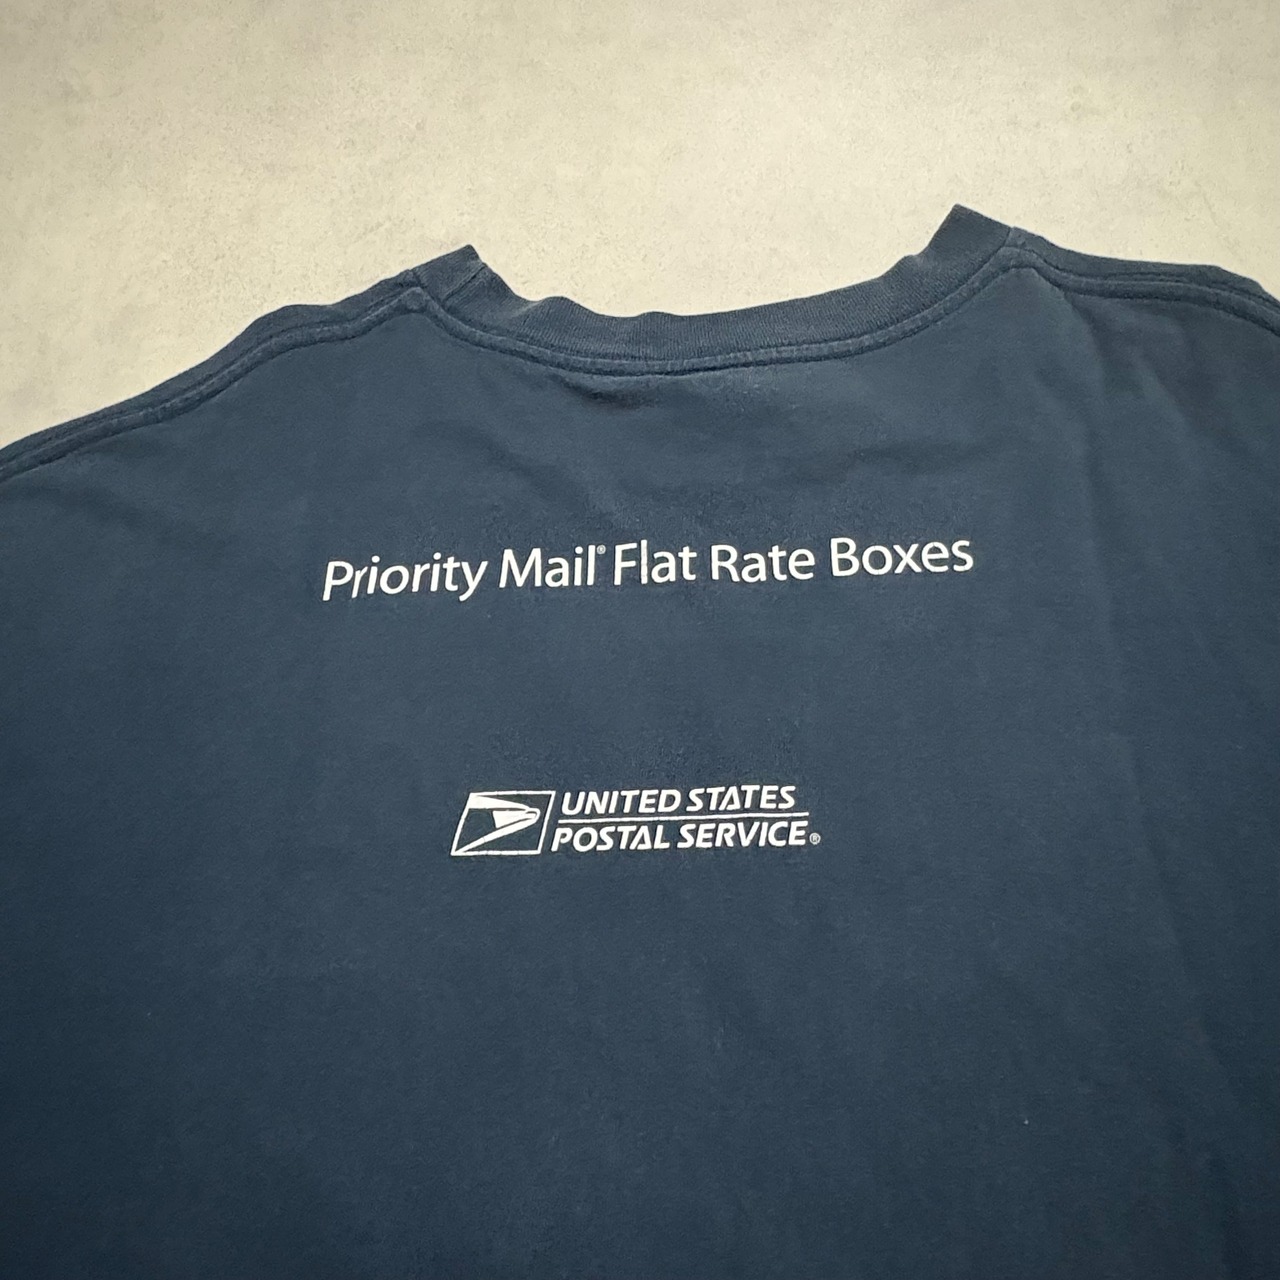 Priority Mail® Flat Rate Boxes
UNITED STATES
POSTAL SERVICE®